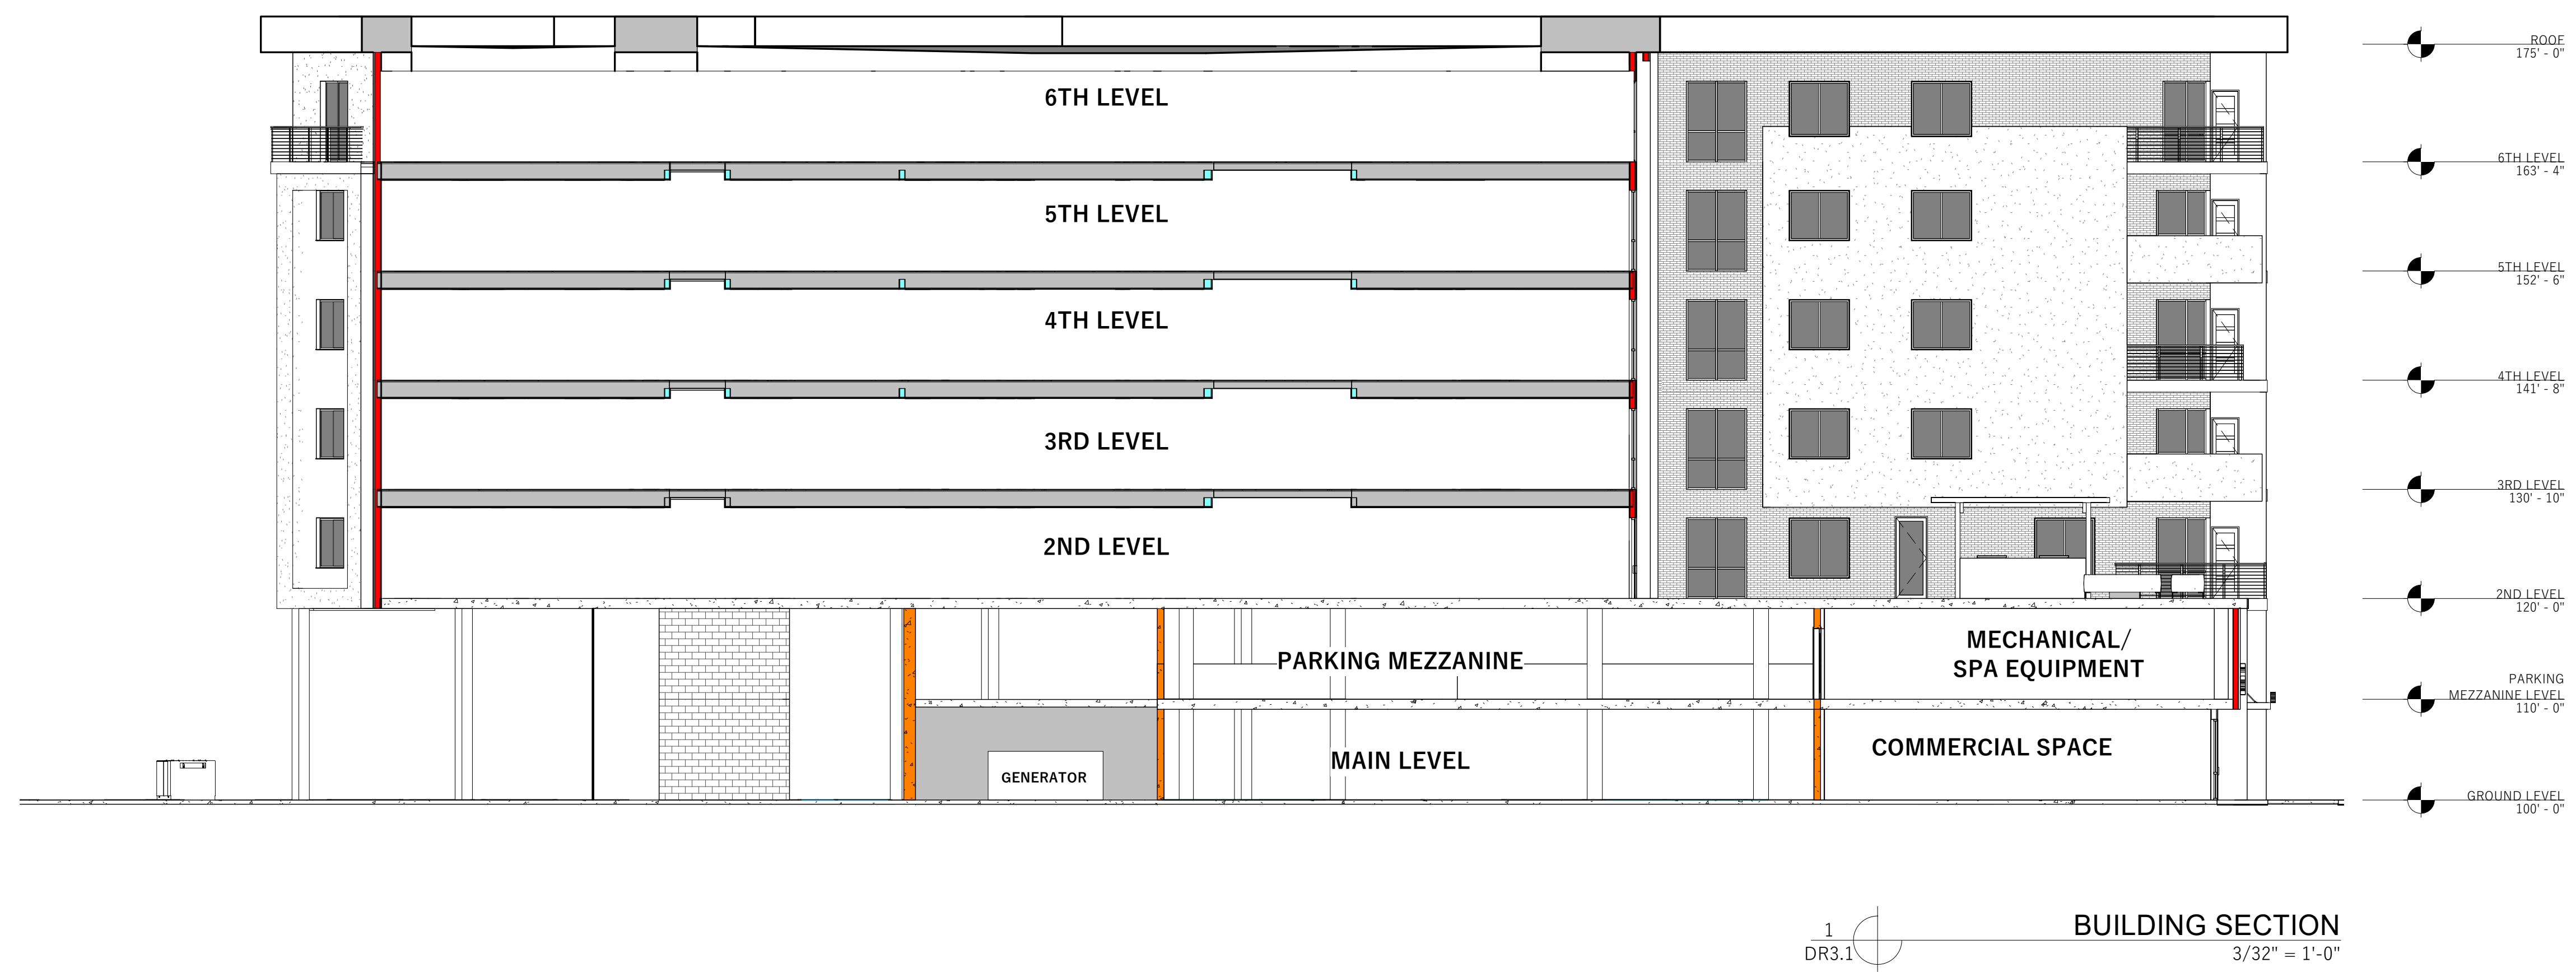 ROOF
175' - 0"
6TH LEVEL
6TH LEVEL
163' - 4"
5TH LEVEL
5TH LEVEL
152' - 6"
4TH LEVEL
4TH LEVEL
141' - 8"
3RD LEVEL
3RD LEVEL
130' - 10"
2ND LEVEL
2ND LEVEL
120' - 0"
PARKING MEZZANINE
MECHANICAL/
SPA EQUIPMENT
PARKING
MEZZANINE LEVEL
110' - 0"
GENERATOR
MAIN LEVEL
COMMERCIAL SPACE
GROUND LEVEL
100' - 0"
1
DR3.1
BUILDING SECTION
3/32" = 1'-0"